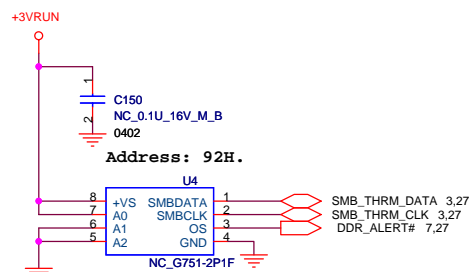 +3VRUN
1
C150
NC_0.1U_16V_M_B
2
0402
Address: 92H.
U4
8 +VS SMBDATA 1 SMB_THRM_DATA 3,27
7 A0 SMBCLK 2 SMB_THRM_CLK 3,27
6 A1 OS 3 DDR_ALERT# 7,27
5 A2 GND 4
NC_G751-2P1F